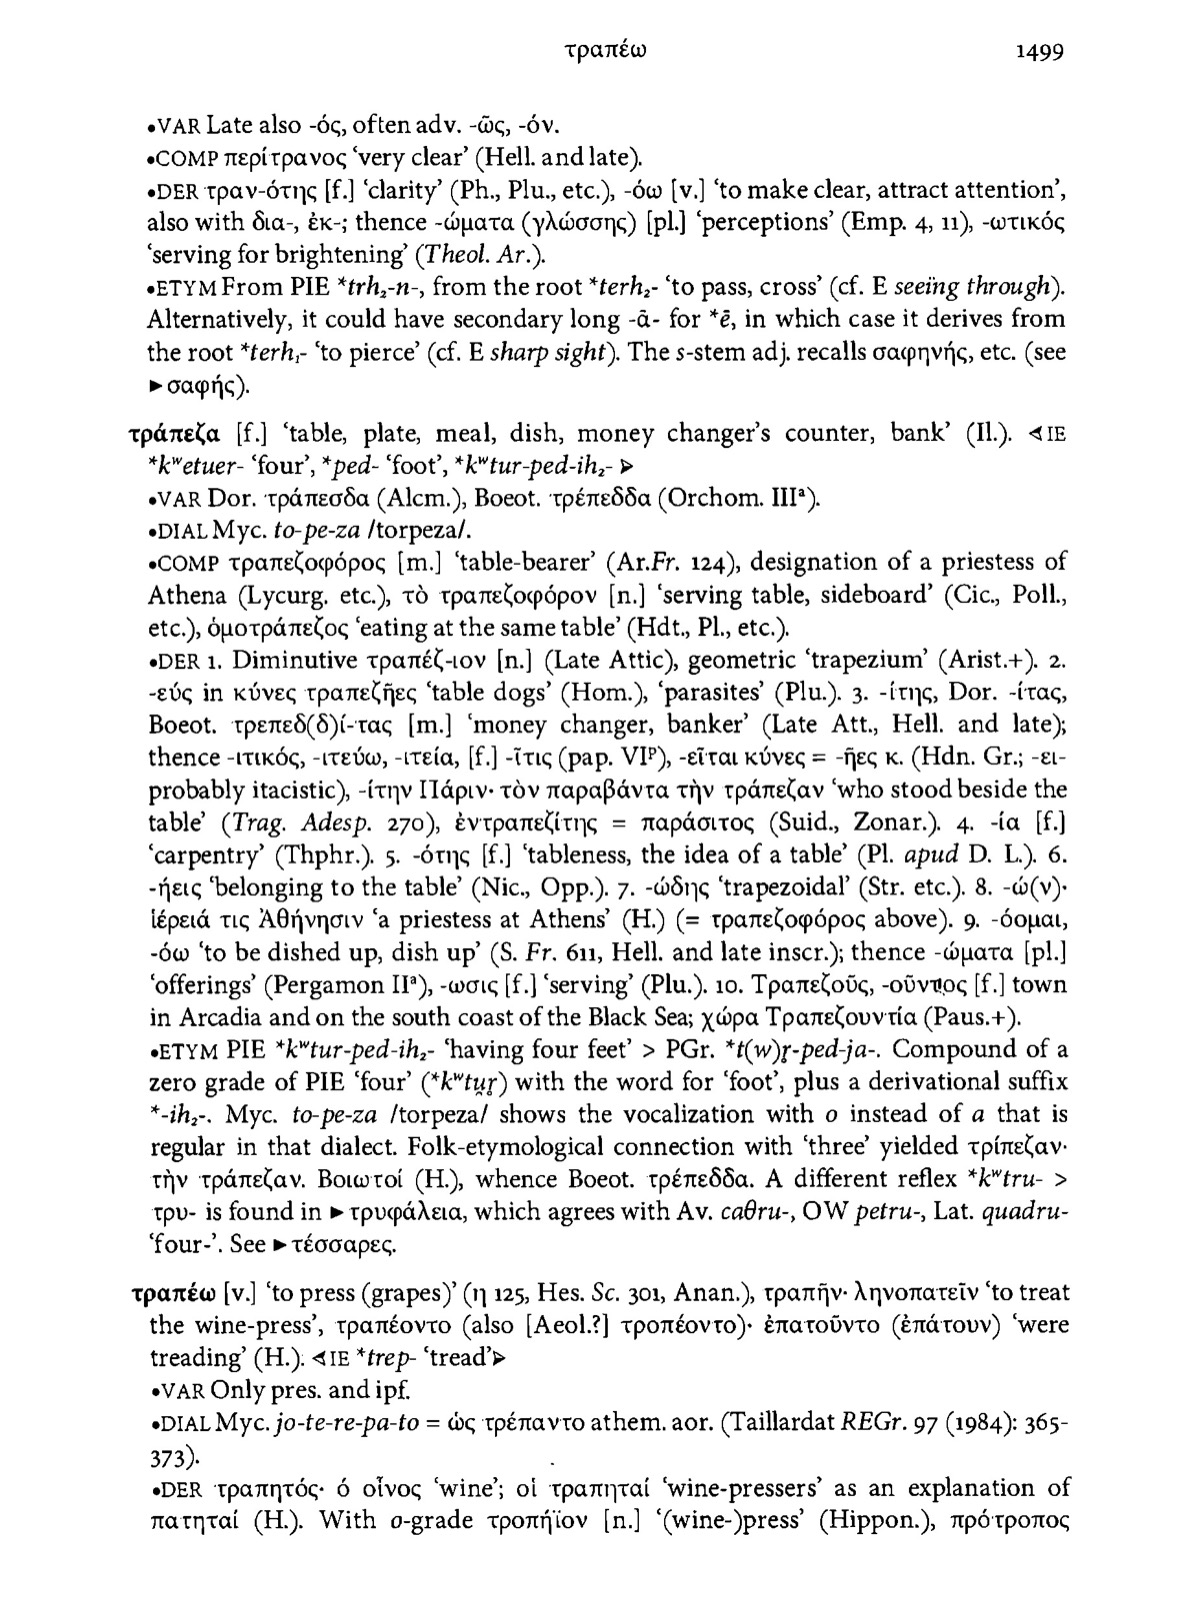 τραπέω 1499
•VAR Late also -ός, often adv. -ῶς, -όν.
•COMP περίτρανος ‘very clear’ (Hell. and late).
•DER τραν-ότης [f.] ‘clarity’ (Ph., Plu., etc.), -όω [v.] ‘to make clear, attract attention’,
also with δια-, ἐκ-; thence -ώματα (γλώσσης) [pl.] ‘perceptions’ (Emp. 4, 11), -ωτικός
‘serving for brightening’ (Theol. Ar.).
•ETYM From PIE *trh₂-n-, from the root *terh₂- ‘to pass, cross’ (cf. E seeïng through).
Alternatively, it could have secondary long -ᾱ- for *ē, in which case it derives from
the root *terh₁- ‘to pierce’ (cf. E sharp sight). The s-stem adj. recalls σαφηνής, etc. (see
►σαφής).
τράπεζα [f.] ‘table, plate, meal, dish, money changer’s counter, bank’ (Il.). ⊲IE
*kʷetuer- ‘four’, *ped- ‘foot’, *kʷtur-ped-ih₂- ⊳
•VAR Dor. τράπεσδα (Alcm.), Boeot. τρέπεδδα (Orchom. IIIᵃ).
•DIAL Myc. to-pe-za /torpeza/.
•COMP τραπεζοφόρος [m.] ‘table-bearer’ (Ar.Fr. 124), designation of a priestess of
Athena (Lycurg. etc.), τὸ τραπεζοφόρον [n.] ‘serving table, sideboard’ (Cic., Poll.,
etc.), ὁμοτράπεζος ‘eating at the same table’ (Hdt., Pl., etc.).
•DER 1. Diminutive τραπέζ-ιον [n.] (Late Attic), geometric ‘trapezium’ (Arist.+). 2.
-εύς in κύνες τραπεζῆες ‘table dogs’ (Hom.), ‘parasites’ (Plu.). 3. -ίτης, Dor. -ίτας,
Boeot. τρεπεδ(δ)ί-τας [m.] ‘money changer, banker’ (Late Att., Hell. and late);
thence -ιτικός, -ιτεύω, -ιτεία, [f.] -ῖτις (pap. VIᵖ), -εῖται κύνες = -ῆες κ. (Hdn. Gr.; -ει-
probably itacistic), -ίτην Πάριν· τὸν παραβάντα τὴν τράπεζαν ‘who stood beside the
table’ (Trag. Adesp. 270), ἐντραπεζίτης = παράσιτος (Suid., Zonar.). 4. -ία [f.]
‘carpentry’ (Thphr.). 5. -ότης [f.] ‘tableness, the idea of a table’ (Pl. apud D. L.). 6.
-ήεις ‘belonging to the table’ (Nic., Opp.). 7. -ώδης ‘trapezoidal’ (Str. etc.). 8. -ώ(ν)·
ἱέρειά τις Ἀθήνησιν ‘a priestess at Athens’ (H.) (= τραπεζοφόρος above). 9. -όομαι,
-όω ‘to be dished up, dish up’ (S. Fr. 611, Hell. and late inscr.); thence -ώματα [pl.]
‘offerings’ (Pergamon IIᵃ), -ωσις [f.] ‘serving’ (Plu.). 10. Τραπεζοῦς, -οῦντος [f.] town
in Arcadia and on the south coast of the Black Sea; χώρα Τραπεζουντία (Paus.+).
•ETYM PIE *kʷtur-ped-ih₂- ‘having four feet’ > PGr. *t(w)r̥-ped-ja-. Compound of a
zero grade of PIE ‘four’ (*kʷtu̯r̥) with the word for ‘foot’, plus a derivational suffix
*-ih₂-. Myc. to-pe-za /torpeza/ shows the vocalization with o instead of a that is
regular in that dialect. Folk-etymological connection with ‘three’ yielded τρίπεζαν·
τὴν τράπεζαν. Βοιωτοί (H.), whence Boeot. τρέπεδδα. A different reflex *kʷtru- >
τρυ- is found in ►τρυφάλεια, which agrees with Av. caθru-, OW petru-, Lat. quadru-
‘four-’. See ►τέσσαρες.
τραπέω [v.] ‘to press (grapes)’ (η 125, Hes. Sc. 301, Anan.), τραπῆν· ληνοπατεῖν ‘to treat
the wine-press’, τραπέοντο (also [Aeol.?] τροπέοντο)· ἐπατοῦντο (ἐπάτουν) ‘were
treading’ (H.). ⊲IE *trep- ‘tread’⊳
•VAR Only pres. and ipf.
•DIAL Myc. jo-te-re-pa-to = ὡς τρέπαντο athem. aor. (Taillardat REGr. 97 (1984): 365-
373).
•DER τραπητός· ὁ οἶνος ‘wine’; οἱ τραπηταί ‘wine-pressers’ as an explanation of
πατηταί (H.). With o-grade τροπήϊον [n.] ‘(wine-)press’ (Hippon.), πρότροπος